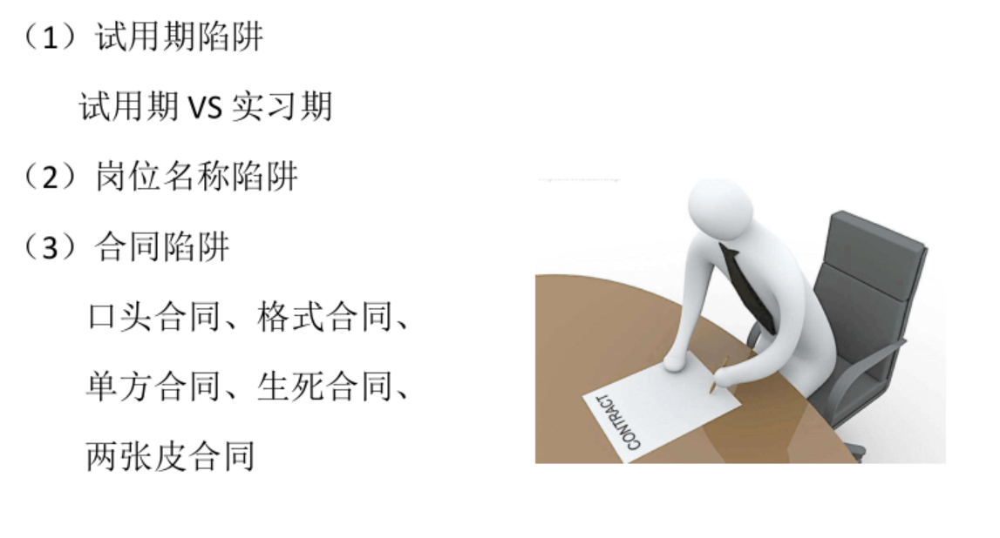 （1）试用期陷阱
试用期 VS 实习期
（2）岗位名称陷阱
（3）合同陷阱
口头合同、格式合同、
单方合同、生死合同、
两张皮合同
CONTRACT